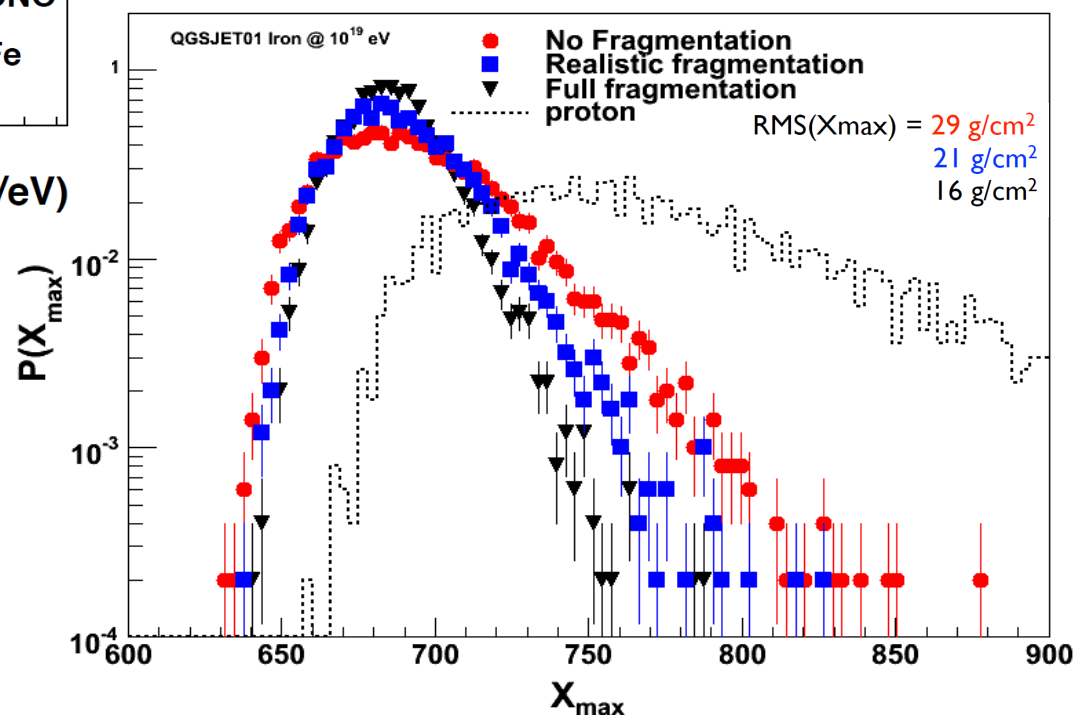 e
/eV)
QGSJET01 Iron @ 10¹⁹ eV
No Fragmentation
Realistic fragmentation
Full fragmentation
proton
RMS(Xmax) = 29 g/cm²
21 g/cm²
16 g/cm²
P(Xmax)
1
10⁻²
10⁻³
10⁻⁴
600
650
700
750
800
850
900
Xmax